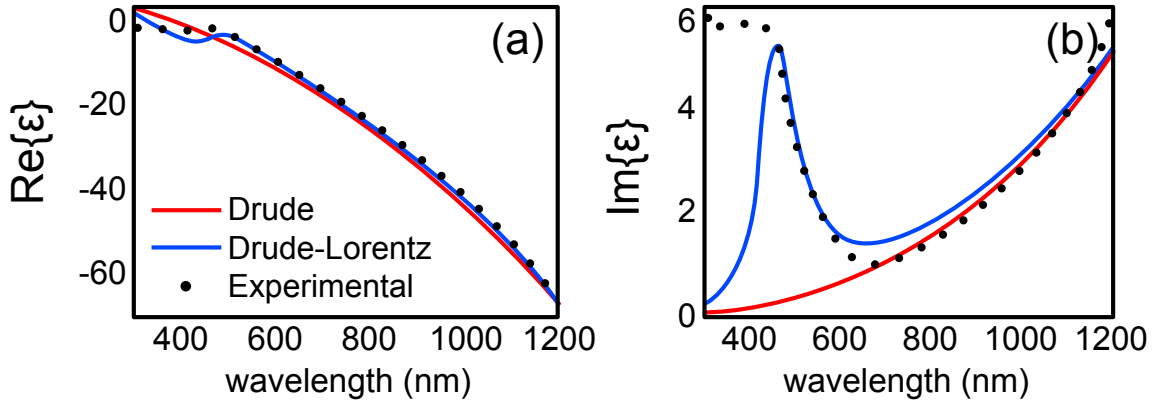 (a)
Re{ε}
0
-20
-40
-60
Drude
Drude-Lorentz
Experimental
400 600 800 1000 1200
wavelength (nm)
(b)
Im{ε}
6
4
2
0
400 600 800 1000 1200
wavelength (nm)